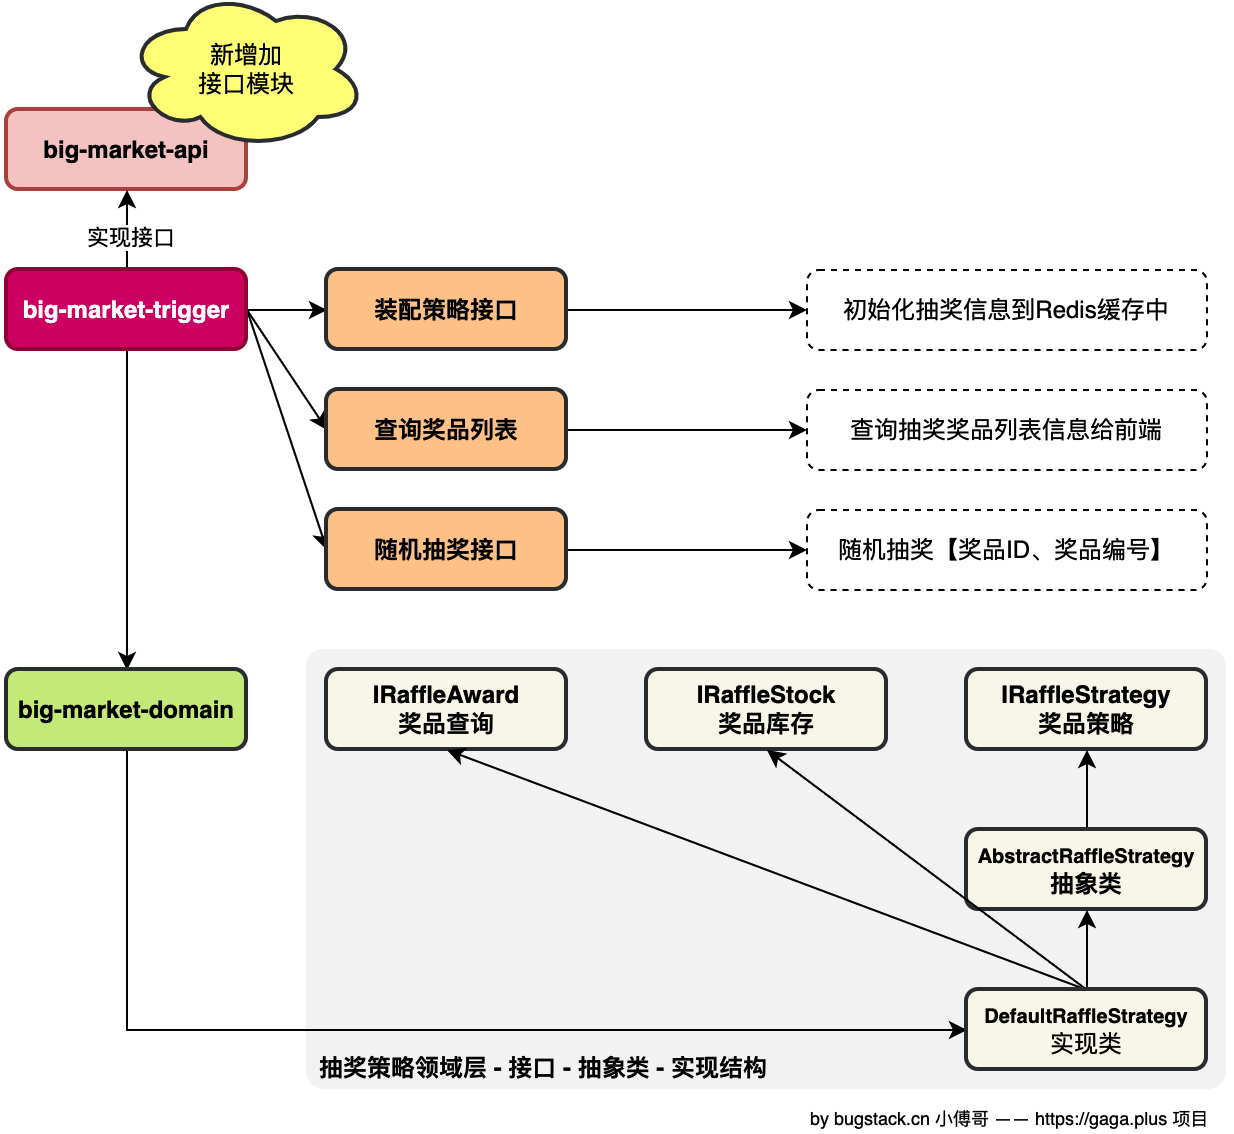 新增加
接口模块
big-market-api
实现接口
big-market-trigger
装配策略接口
初始化抽奖信息到Redis缓存中
查询奖品列表
查询抽奖奖品列表信息给前端
随机抽奖接口
随机抽奖【奖品ID、奖品编号】
big-market-domain
IRaffleAward
奖品查询
IRaffleStock
奖品库存
IRaffleStrategy
奖品策略
AbstractRaffleStrategy
抽象类
DefaultRaffleStrategy
实现类
抽奖策略领域层 - 接口 - 抽象类 - 实现结构
by bugstack.cn 小傅哥 —— https://gaga.plus 项目